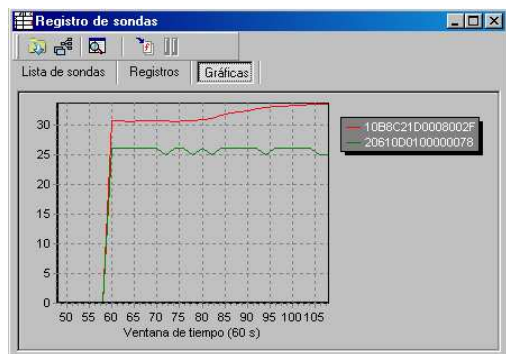 Registro de sondas
Lista de sondas Registros Gráficas
30
25
20
15
10
5
0
50 55 60 65 70 75 80 85 90 95 100 105
Ventana de tiempo (60 s)
10B8C21D0008002F
20610D0100000078